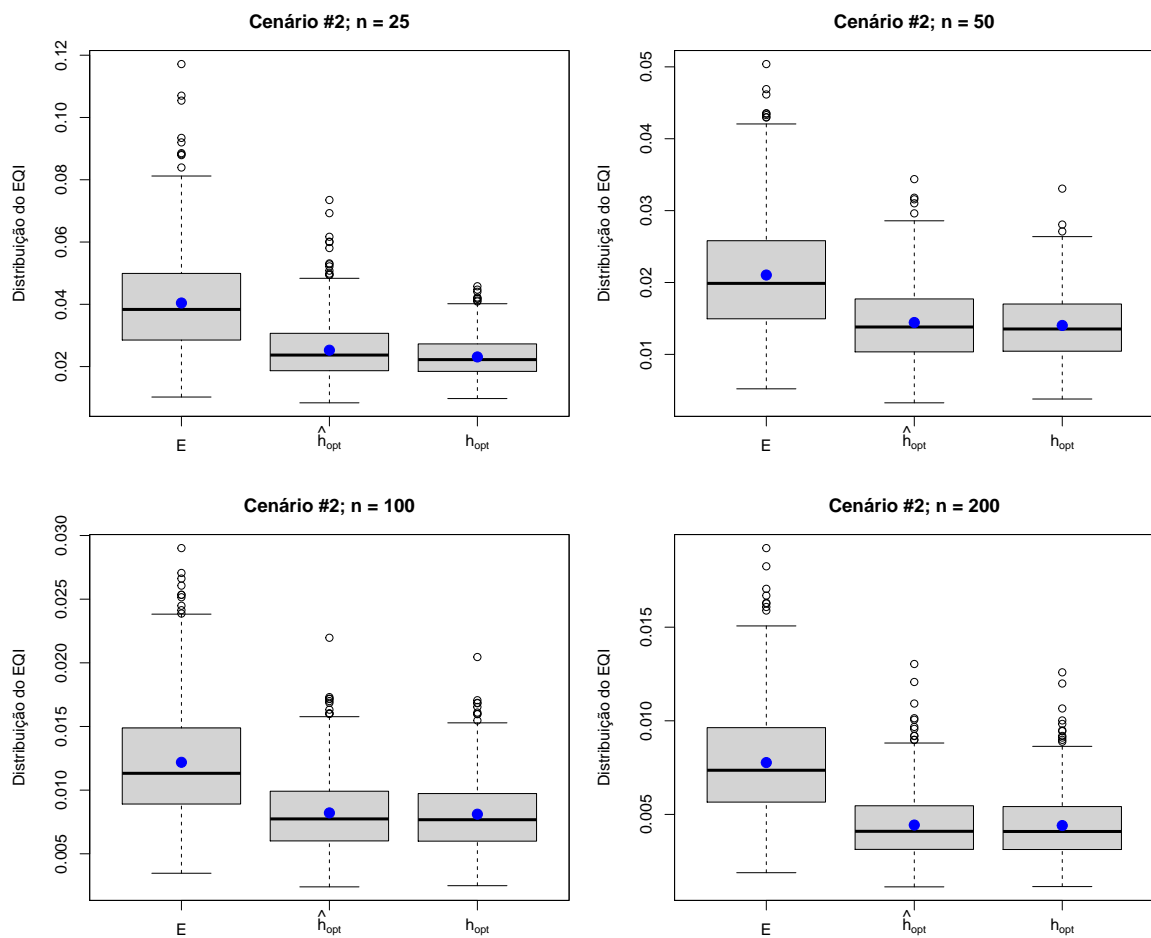 Cenário #2; n = 25
Distribuição do EQI
0.12
0.10
0.08
0.06
0.04
0.02
E
ĥopt
hopt
Cenário #2; n = 50
Distribuição do EQI
0.05
0.04
0.03
0.02
0.01
E
ĥopt
hopt
Cenário #2; n = 100
Distribuição do EQI
0.030
0.025
0.020
0.015
0.010
0.005
E
ĥopt
hopt
Cenário #2; n = 200
Distribuição do EQI
0.015
0.010
0.005
E
ĥopt
hopt